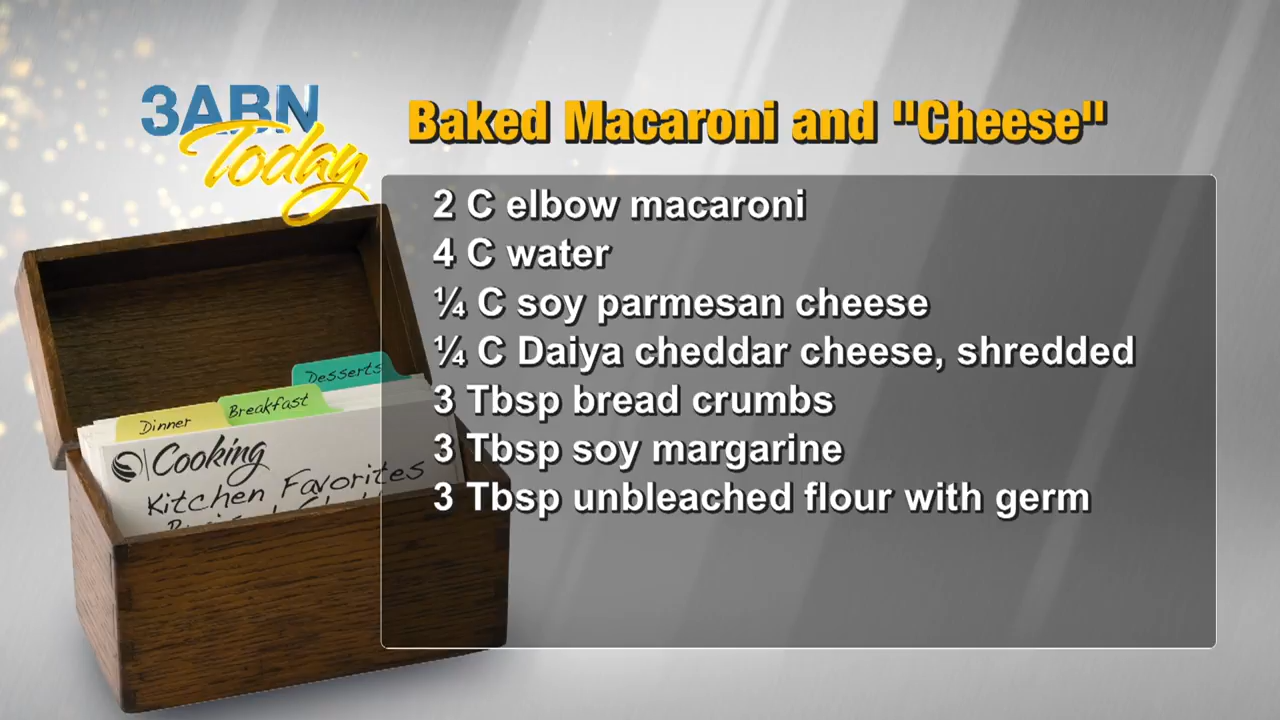 3ABN
Today
Baked Macaroni and "Cheese"
2 C elbow macaroni
4 C water
¼ C soy parmesan cheese
¼ C Daiya cheddar cheese, shredded
3 Tbsp bread crumbs
3 Tbsp soy margarine
3 Tbsp unbleached flour with germ
Desserts
Breakfast
Dinner
Cooking
Kitchen Favorites